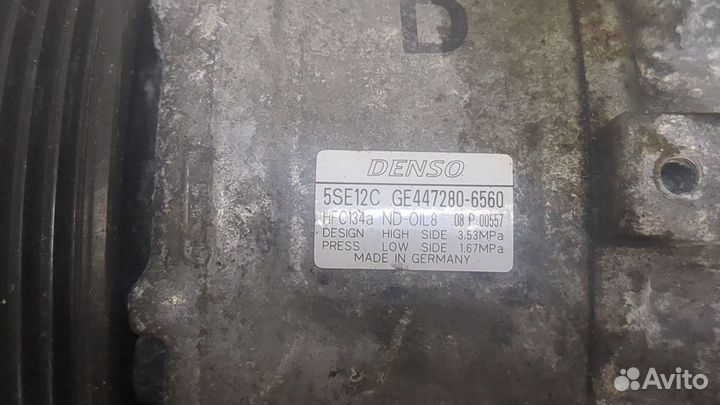 D
DENSO
5SE12C GE447280-6560
HFC134a ND-OIL8 08 P 00557
DESIGN HIGH SIDE 3.53MPa
PRESS LOW SIDE 1.67MPa
MADE IN GERMANY
Avito